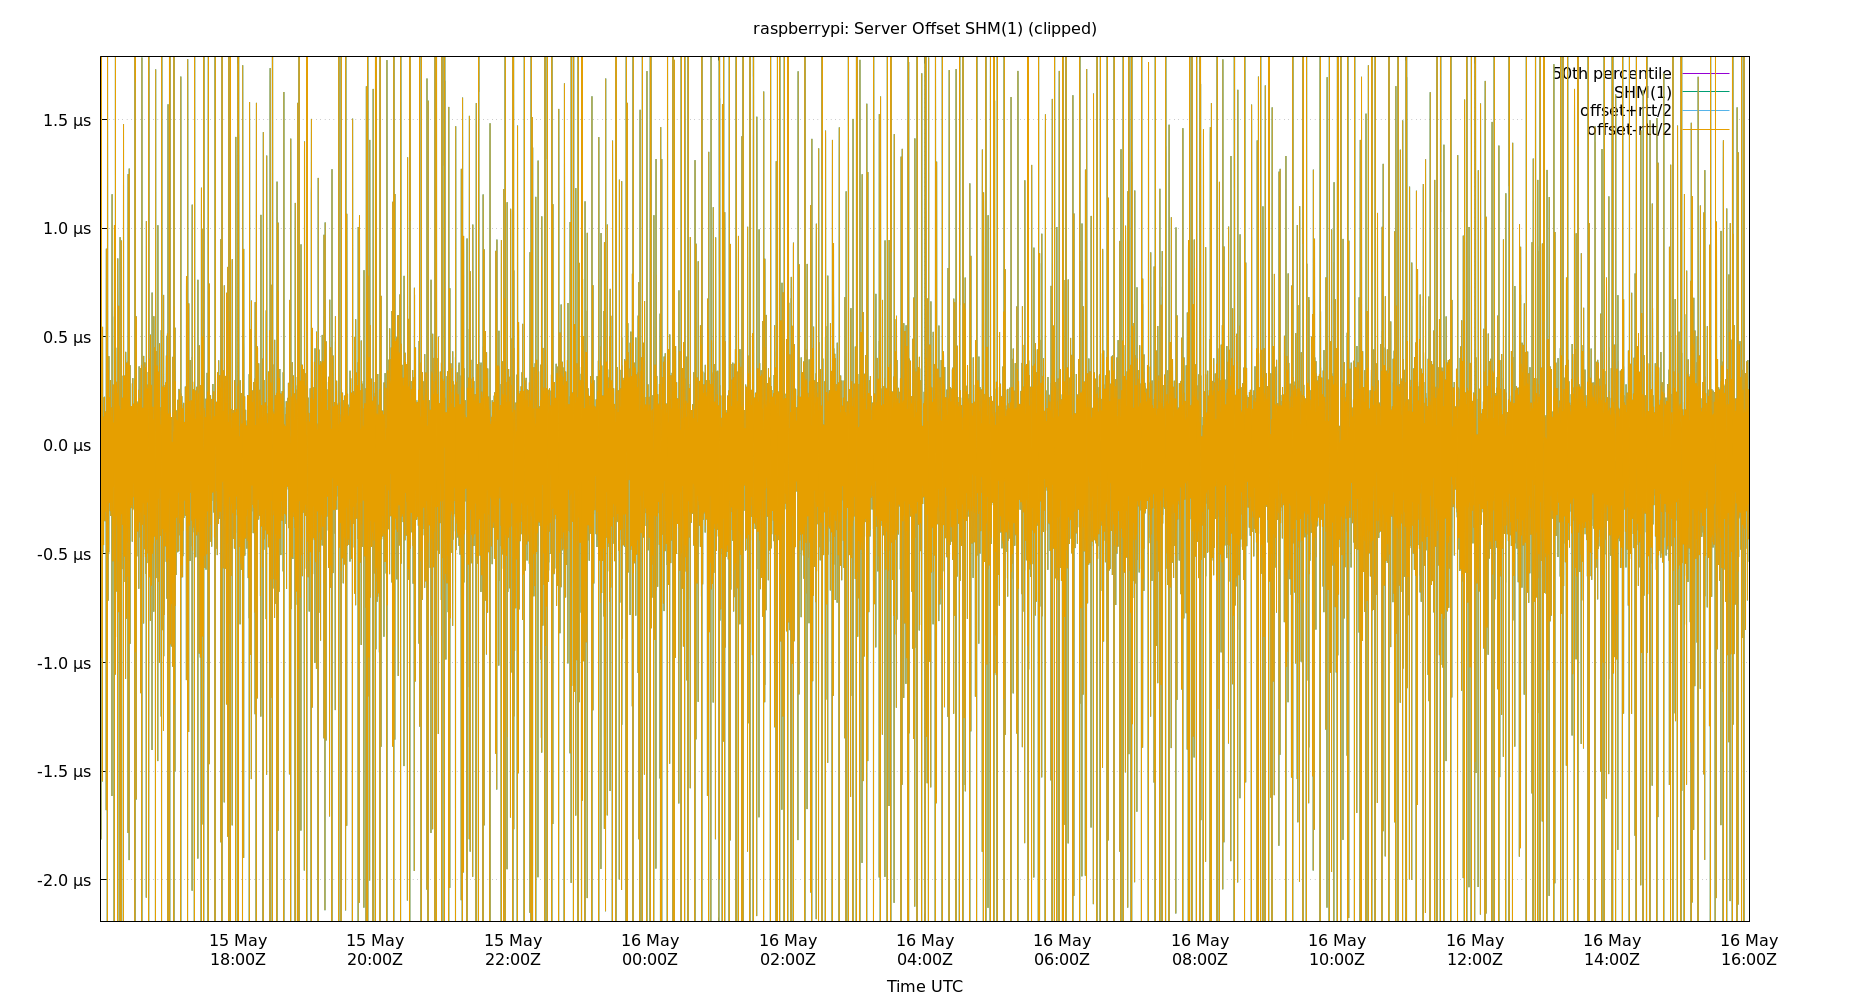 raspberrypi: Server Offset SHM(1) (clipped)
50th percentile
SHM(1)
offset+rtt/2
offset-rtt/2
1.5 µs
1.0 µs
0.5 µs
0.0 µs
-0.5 µs
-1.0 µs
-1.5 µs
-2.0 µs
15 May 15 May 15 May 16 May 16 May 16 May 16 May 16 May 16 May 16 May 16 May 16 May
18:00Z 20:00Z 22:00Z 00:00Z 02:00Z 04:00Z 06:00Z 08:00Z 10:00Z 12:00Z 14:00Z 16:00Z
Time UTC